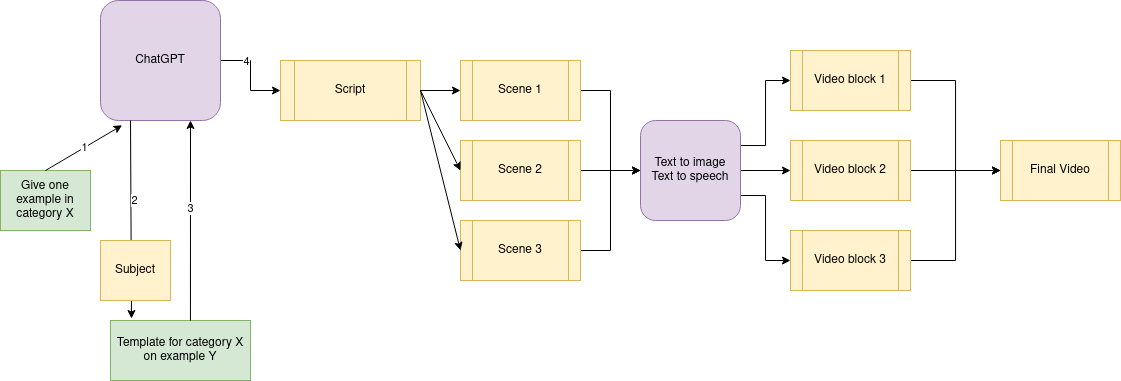 ChatGPT
4
Script
Scene 1
Video block 1
1
Scene 2
Text to image
Text to speech
Video block 2
Final Video
Give one
example in
category X
2
3
Scene 3
Video block 3
Subject
Template for category X
on example Y